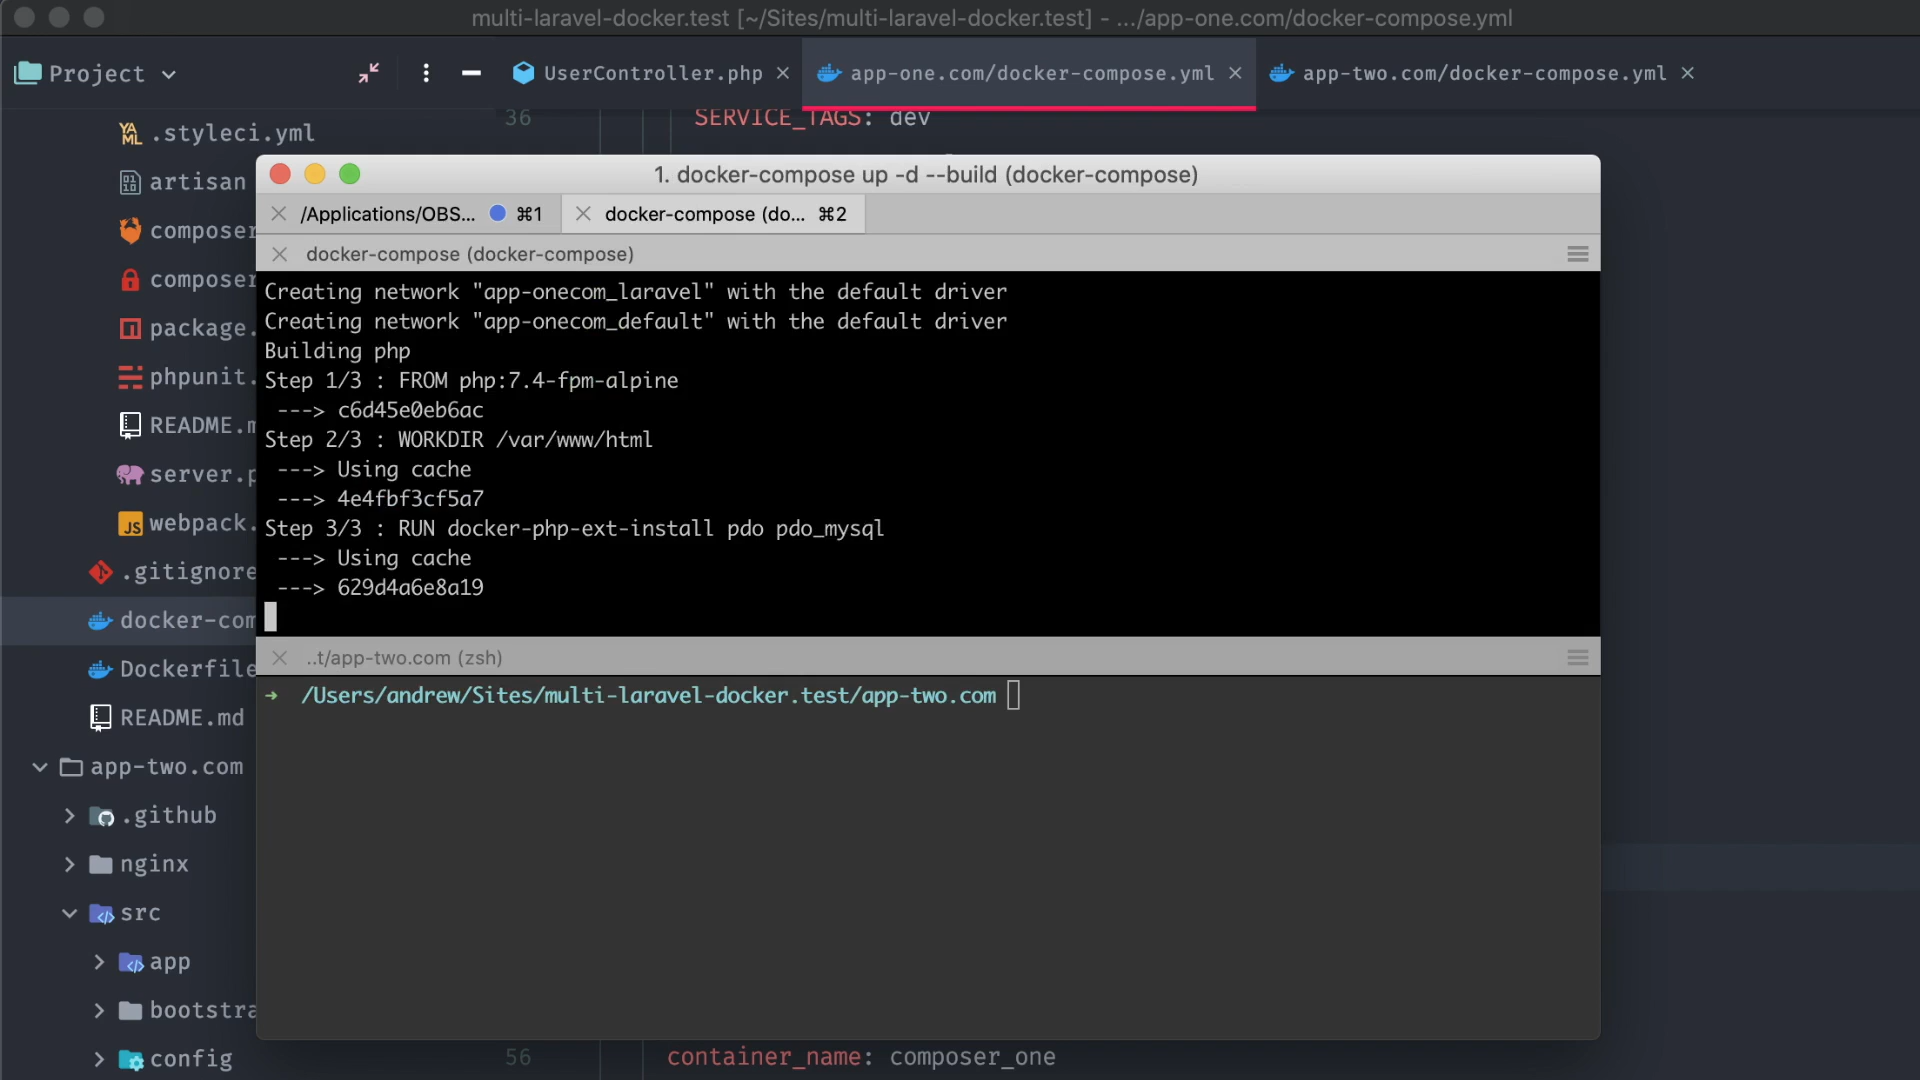 multi-laravel-docker.test [~/Sites/multi-laravel-docker.test] - .../app-one.com/docker-compose.yml
Project
UserController.php
app-one.com/docker-compose.yml
app-two.com/docker-compose.yml
36 SERVICE_TAGS: dev
.styleci.yml
artisan
composer
composer
package.
phpunit.
README.m
server.p
webpack.
.gitignore
docker-com
Dockerfile
README.md
app-two.com
.github
nginx
src
app
bootstra
config
1. docker-compose up -d --build (docker-compose)
/Applications/OBS... ⌘1
docker-compose (do... ⌘2
docker-compose (docker-compose)
Creating network "app-onecom_laravel" with the default driver
Creating network "app-onecom_default" with the default driver
Building php
Step 1/3 : FROM php:7.4-fpm-alpine
---> c6d45e0eb6ac
Step 2/3 : WORKDIR /var/www/html
---> Using cache
---> 4e4fbf3cf5a7
Step 3/3 : RUN docker-php-ext-install pdo pdo_mysql
---> Using cache
---> 629d4a6e8a19
..t/app-two.com (zsh)
→ /Users/andrew/Sites/multi-laravel-docker.test/app-two.com
56 container_name: composer_one